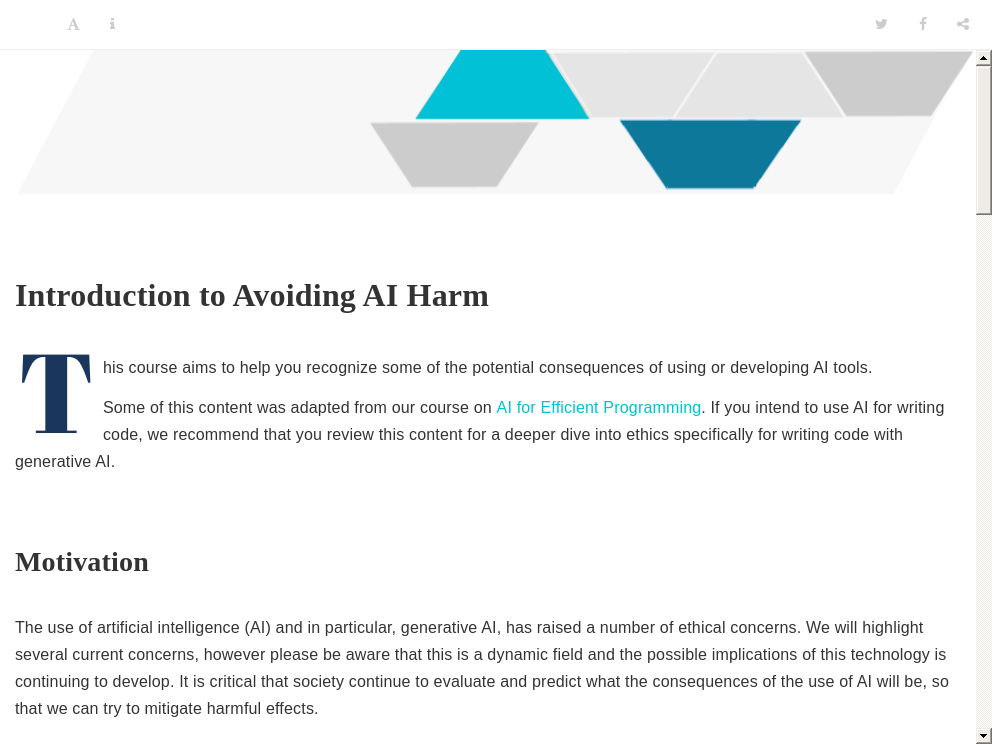 Introduction to Avoiding AI Harm
This course aims to help you recognize some of the potential consequences of using or developing AI tools.
Some of this content was adapted from our course on AI for Efficient Programming. If you intend to use AI for writing
code, we recommend that you review this content for a deeper dive into ethics specifically for writing code with
generative AI.
Motivation
The use of artificial intelligence (AI) and in particular, generative AI, has raised a number of ethical concerns. We will highlight
several current concerns, however please be aware that this is a dynamic field and the possible implications of this technology is
continuing to develop. It is critical that society continue to evaluate and predict what the consequences of the use of AI will be, so
that we can try to mitigate harmful effects.